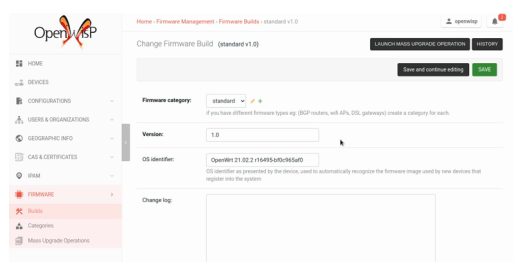 OpenWISP
Home › Firmware Management › Firmware Builds › standard v1.0
openwisp
Change Firmware Build (standard v1.0)
LAUNCH MASS UPGRADE OPERATION
HISTORY
Save and continue editing
SAVE
HOME
DEVICES
CONFIGURATIONS
USERS & ORGANIZATIONS
GEOGRAPHIC INFO
CAS & CERTIFICATES
IPAM
FIRMWARE
Builds
Categories
Mass Upgrade Operations
Firmware category:
standard
if you have different firmware types eg: (BGP routers, wifi APs, DSL gateways) create a category for each.
Version:
1.0
OS identifier:
OpenWrt 21.02.2 r16495-bf0c965af0
OS identifier as presented by the device, used to automatically recognize the firmware image used by new devices that
register into the system
Change log: